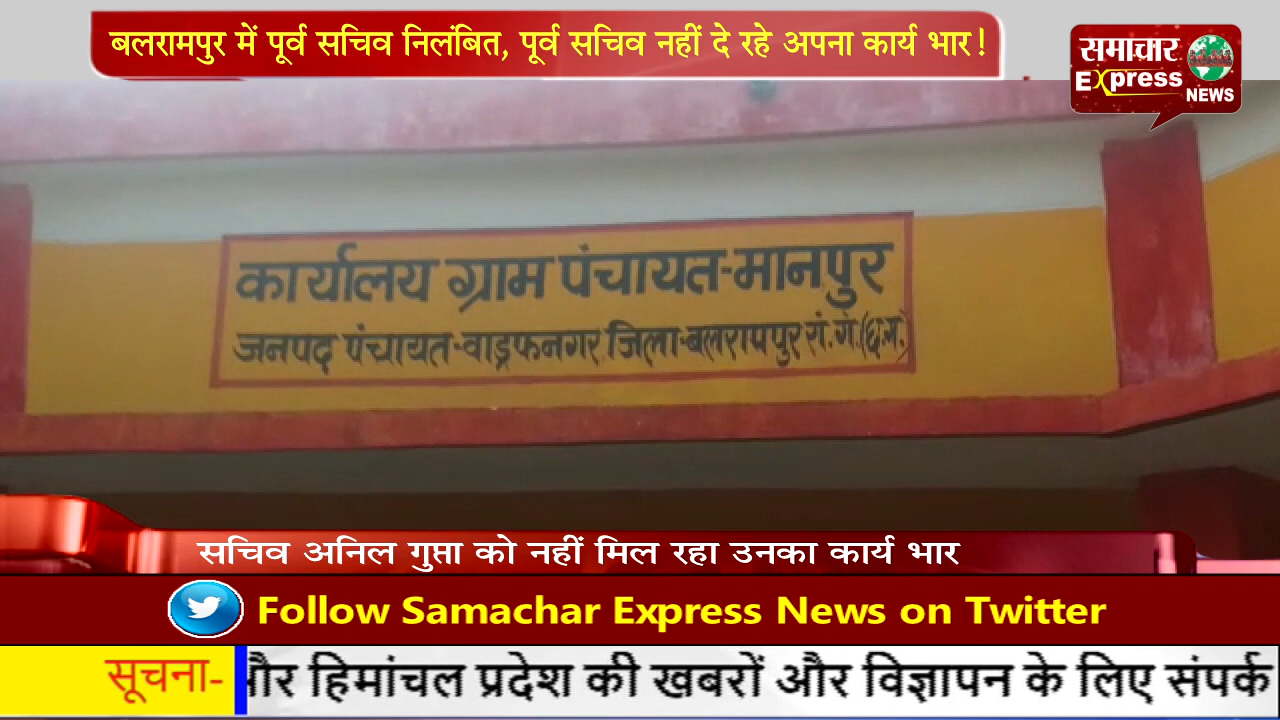 बलरामपुर में पूर्व सचिव निलंबित, पूर्व सचिव नहीं दे रहे अपना कार्य भार!
समाचार
Express
NEWS
कार्यालय ग्राम पंचायत-मानपुर
जनपद पंचायत-वाड्रफनगर जिला-बलरामपुर रा.गं.(छ.ग.)
सचिव अनिल गुप्ता को नहीं मिल रहा उनका कार्य भार
Follow Samachar Express News on Twitter
सूचना- और हिमांचल प्रदेश की खबरों और विज्ञापन के लिए संपर्क